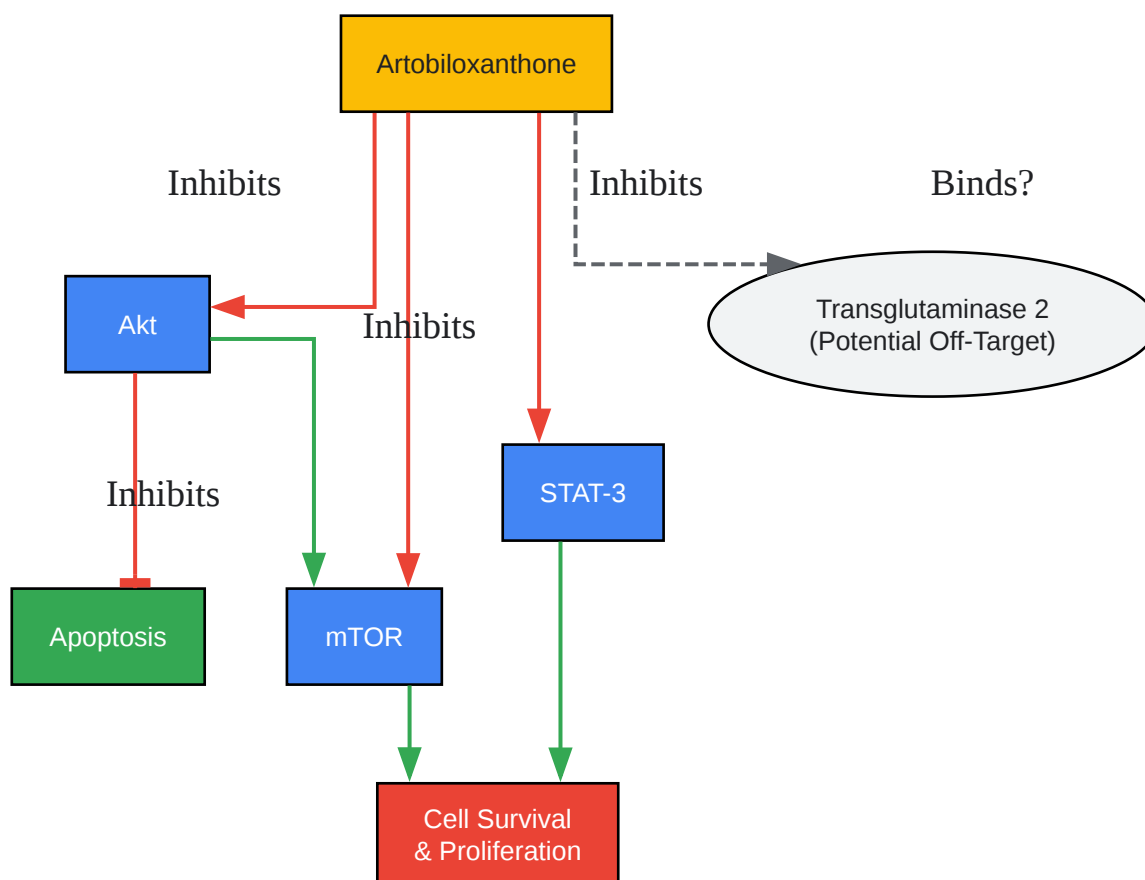 Artobiloxanthone
Inhibits
Inhibits
Binds?
Akt
Inhibits
Transglutaminase 2
(Potential Off-Target)
Inhibits
STAT-3
Apoptosis
mTOR
Cell Survival
& Proliferation